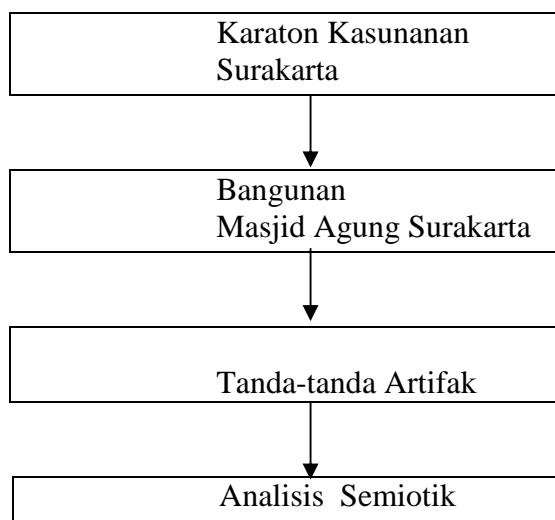 Karaton Kasunanan
Surakarta
Bangunan
Masjid Agung Surakarta
Tanda-tanda Artifak
Analisis Semiotik